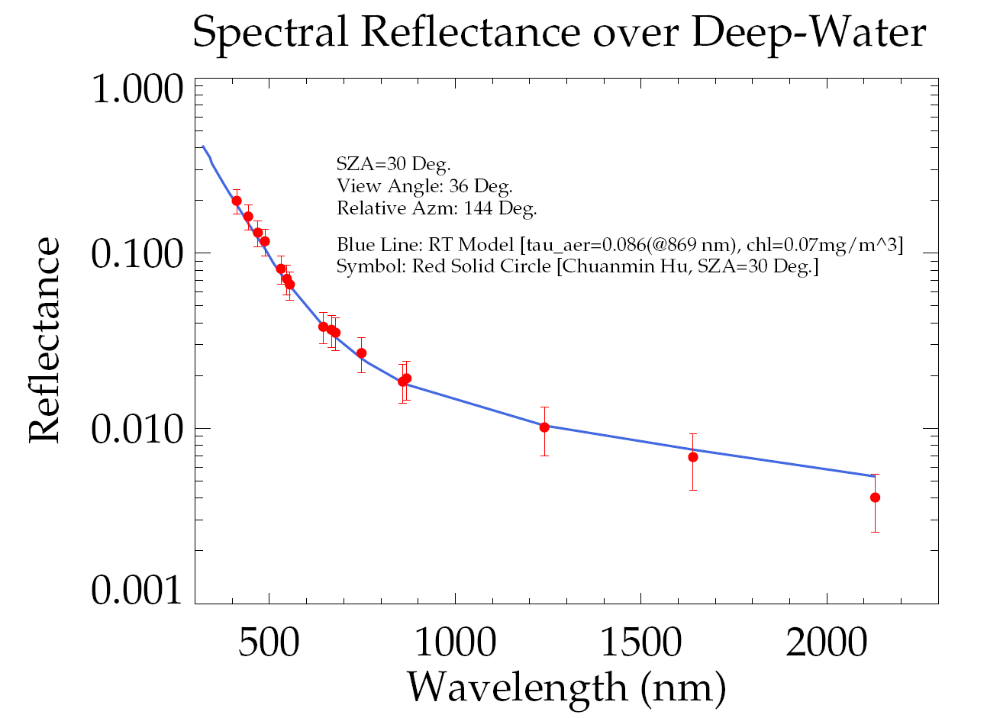 Spectral Reflectance over Deep-Water
1.000
0.100
0.010
0.001
Reflectance
SZA=30 Deg.
View Angle: 36 Deg.
Relative Azm: 144 Deg.
Blue Line: RT Model [tau_aer=0.086(@869 nm), chl=0.07mg/m^3]
Symbol: Red Solid Circle [Chuanmin Hu, SZA=30 Deg.]
500 1000 1500 2000
Wavelength (nm)